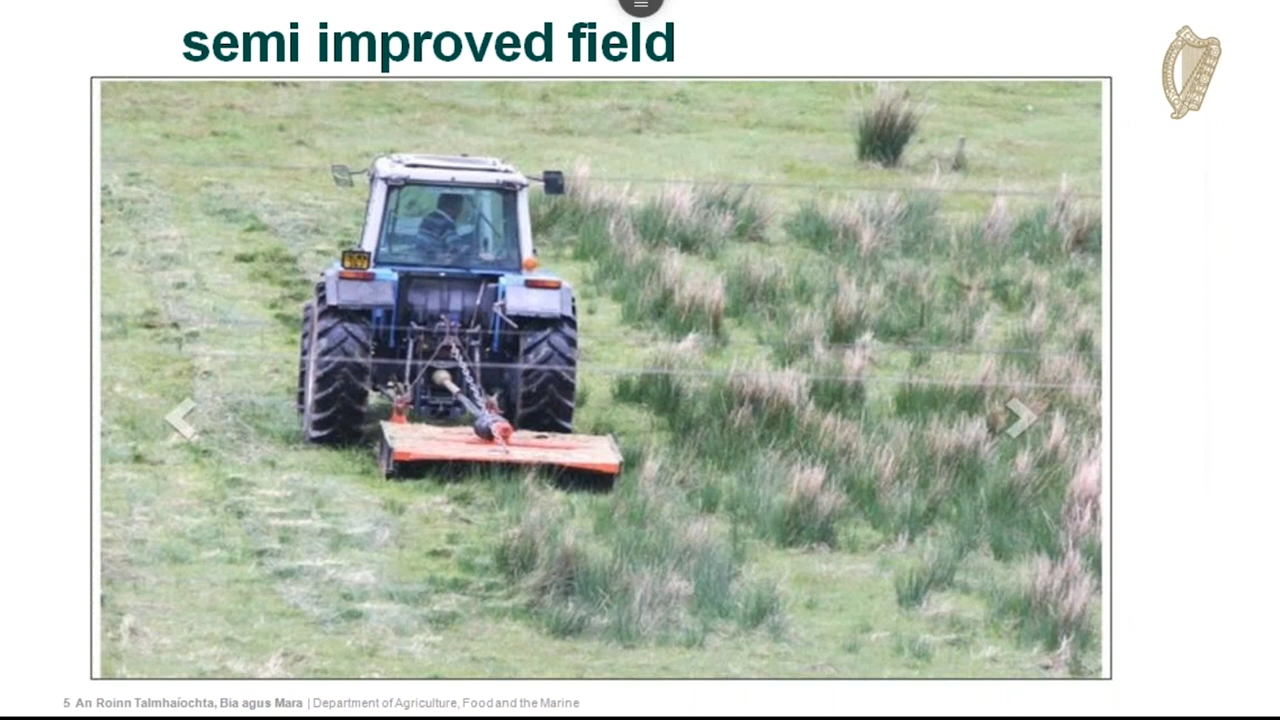 semi improved field
5 An Roinn Talmhaíochta, Bia agus Mara | Department of Agriculture, Food and the Marine